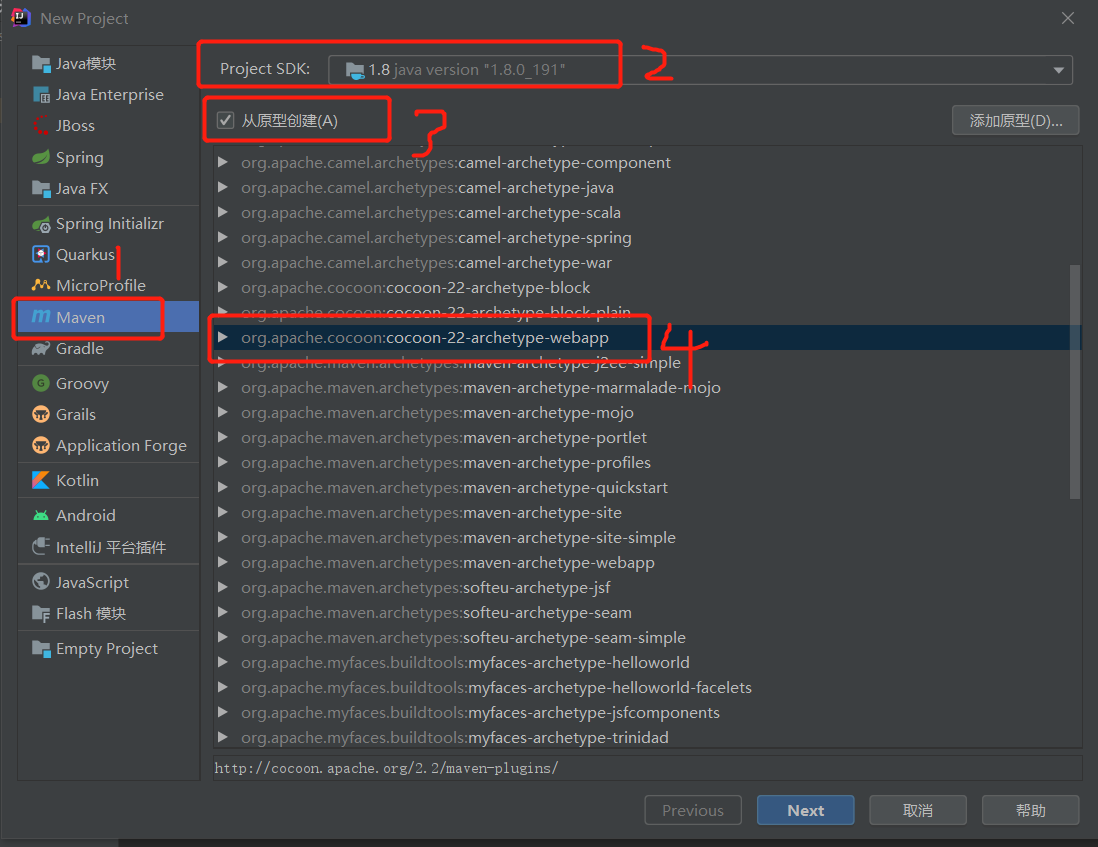 New Project
Java模块
Java Enterprise
JBoss
Spring
Java FX
Spring Initializr
Quarkus
MicroProfile
Maven
Gradle
Groovy
Grails
Application Forge
Kotlin
Android
IntelliJ 平台插件
JavaScript
Flash 模块
Empty Project
1
Project SDK: 1.8 java version "1.8.0_191"
2
从原型创建(A)
3
添加原型(D)...
org.apache.camel.archetypes:camel-archetype-component
org.apache.camel.archetypes:camel-archetype-java
org.apache.camel.archetypes:camel-archetype-scala
org.apache.camel.archetypes:camel-archetype-spring
org.apache.camel.archetypes:camel-archetype-war
org.apache.cocoon:cocoon-22-archetype-block
org.apache.cocoon:cocoon-22-archetype-block-plain
org.apache.cocoon:cocoon-22-archetype-webapp
4
org.apache.maven.archetypes:maven-archetype-j2ee-simple
org.apache.maven.archetypes:maven-archetype-marmalade-mojo
org.apache.maven.archetypes:maven-archetype-mojo
org.apache.maven.archetypes:maven-archetype-portlet
org.apache.maven.archetypes:maven-archetype-profiles
org.apache.maven.archetypes:maven-archetype-quickstart
org.apache.maven.archetypes:maven-archetype-site
org.apache.maven.archetypes:maven-archetype-site-simple
org.apache.maven.archetypes:maven-archetype-webapp
org.apache.maven.archetypes:softeu-archetype-jsf
org.apache.maven.archetypes:softeu-archetype-seam
org.apache.maven.archetypes:softeu-archetype-seam-simple
org.apache.myfaces.buildtools:myfaces-archetype-helloworld
org.apache.myfaces.buildtools:myfaces-archetype-helloworld-facelets
org.apache.myfaces.buildtools:myfaces-archetype-jsfcomponents
org.apache.myfaces.buildtools:myfaces-archetype-trinidad
http://cocoon.apache.org/2.2/maven-plugins/
Previous
Next
取消
帮助